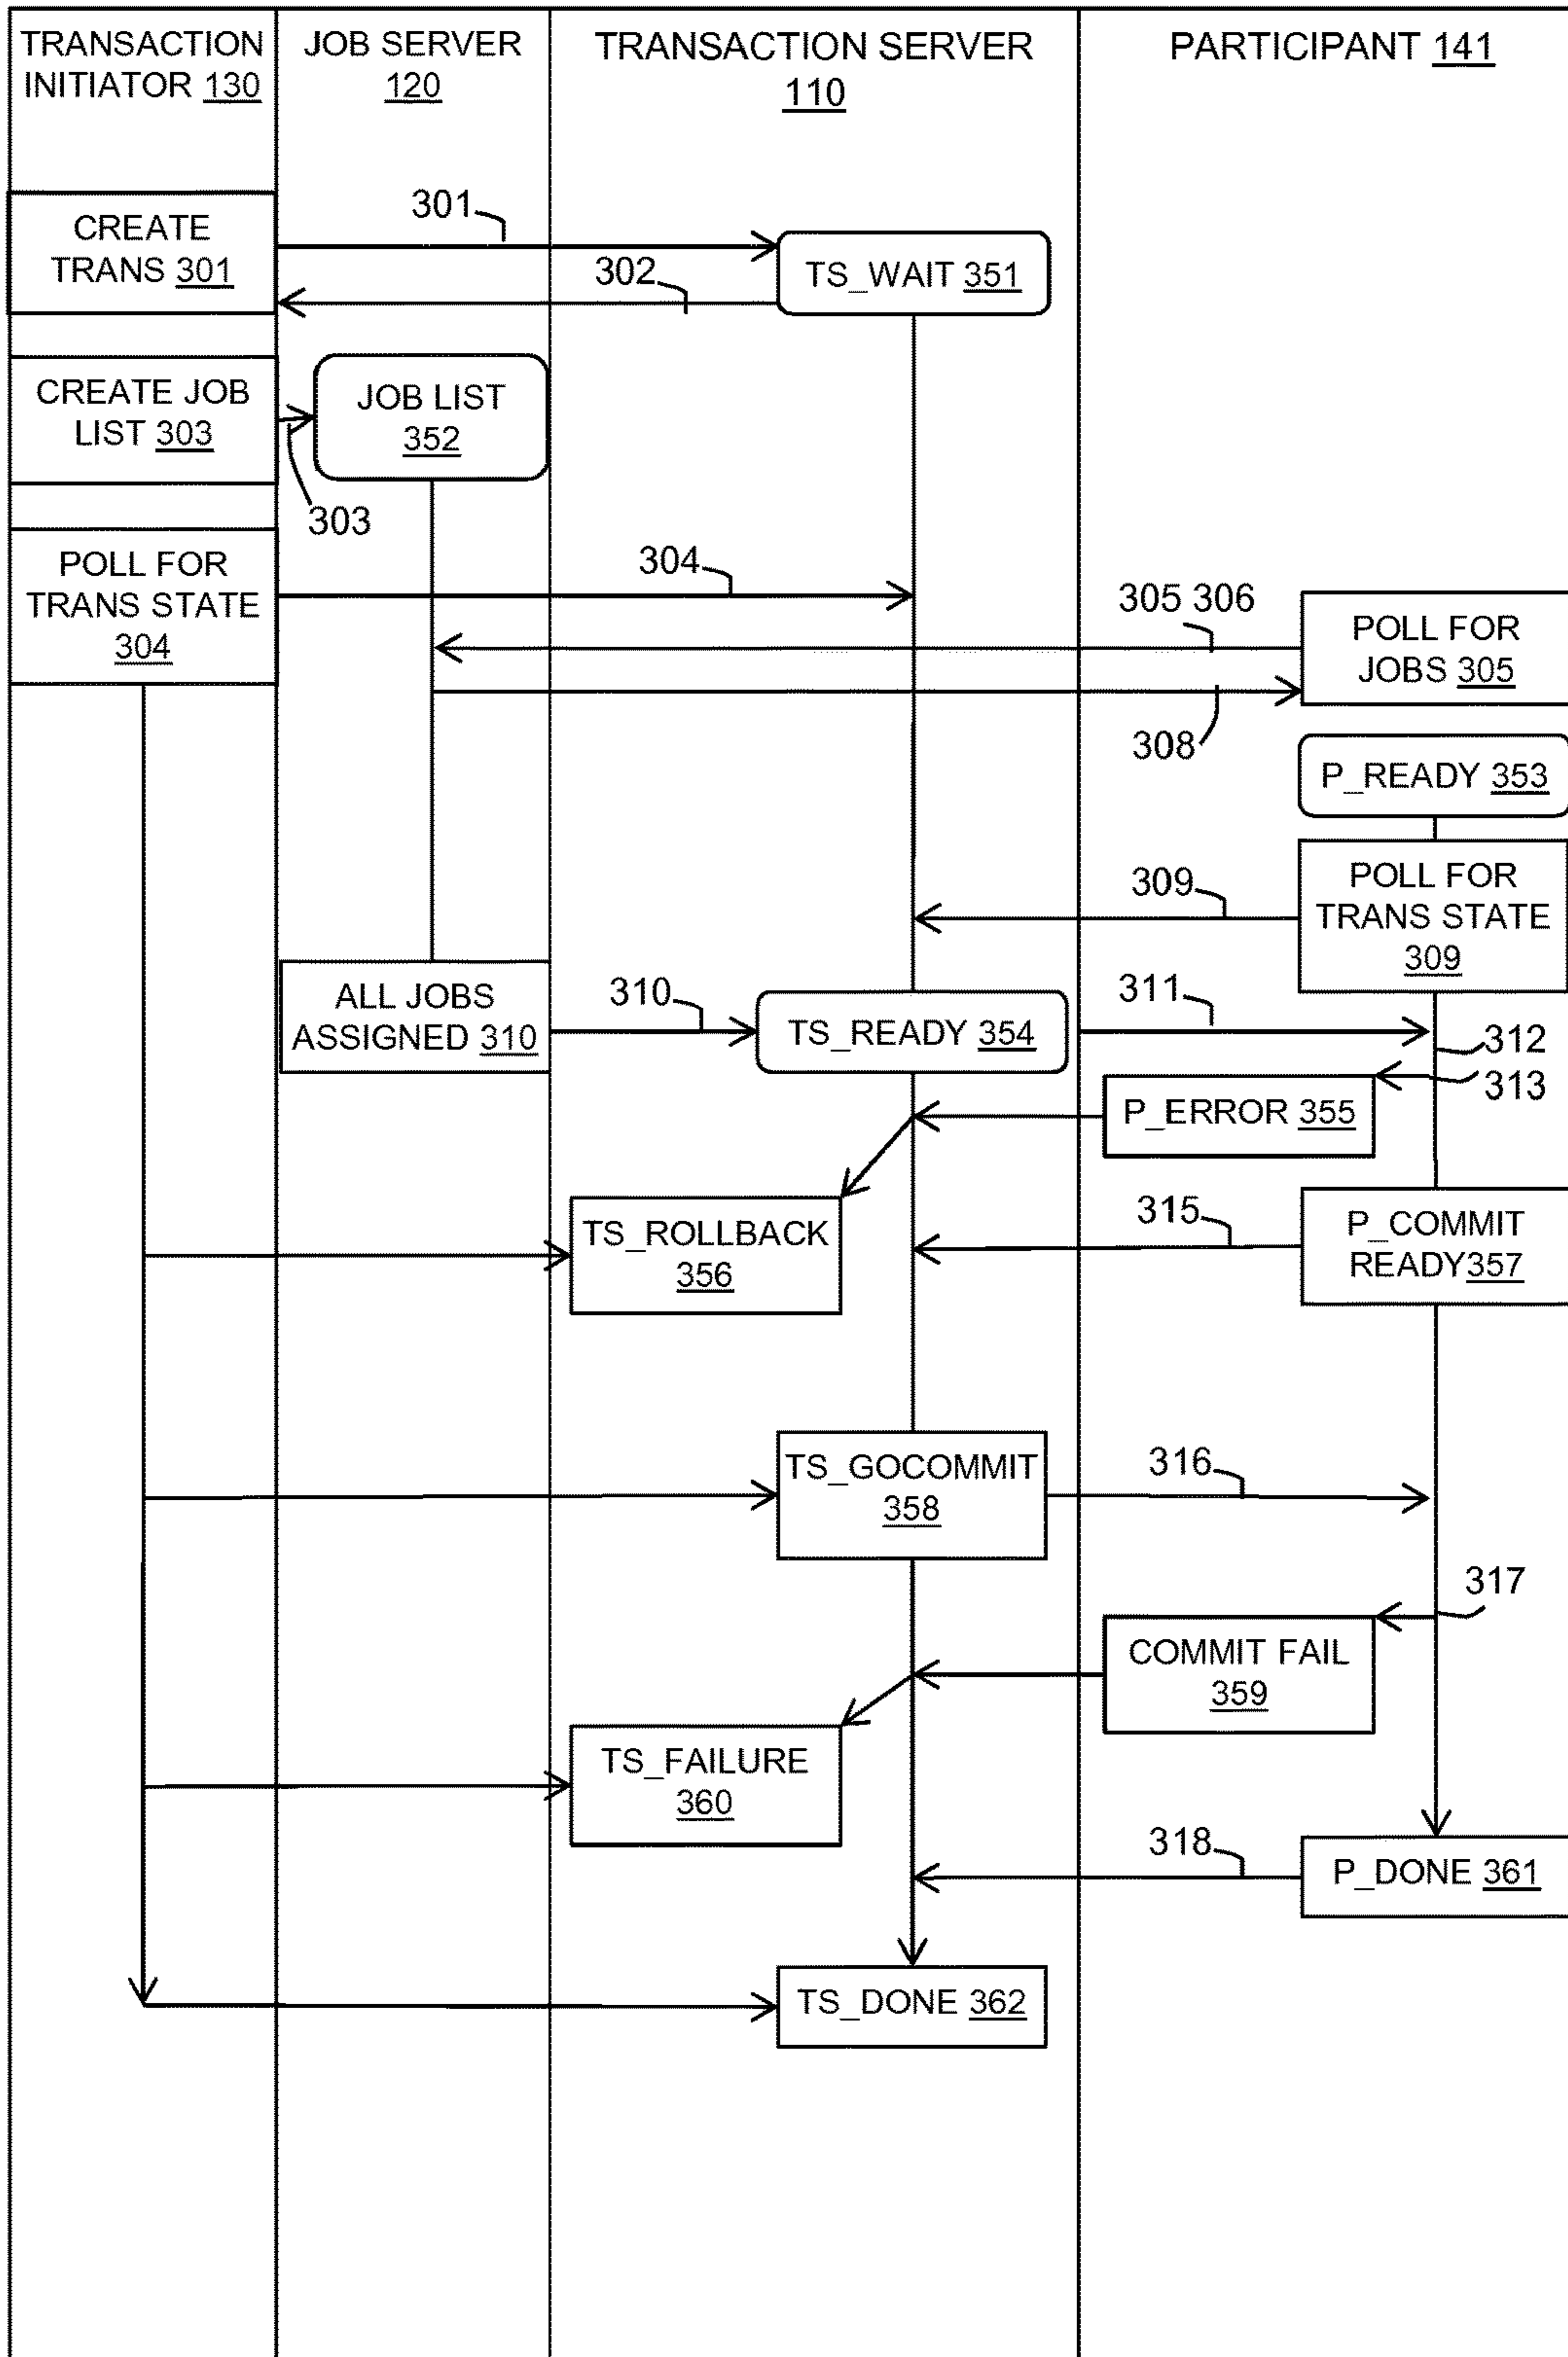 TRANSACTION
INITIATOR 130
JOB SERVER
120
TRANSACTION SERVER
110
PARTICIPANT 141
CREATE
TRANS 301
301
302
TS_WAIT 351
CREATE JOB
LIST 303
303
JOB LIST
352
POLL FOR
TRANS STATE
304
304
305 306
POLL FOR
JOBS 305
308
P_READY 353
POLL FOR
TRANS STATE
309
309
ALL JOBS
ASSIGNED 310
310
TS_READY 354
311
312
313
P_ERROR 355
TS_ROLLBACK
356
315
P_COMMIT
READY357
TS_GOCOMMIT
358
316
317
COMMIT FAIL
359
TS_FAILURE
360
318
P_DONE 361
TS_DONE 362